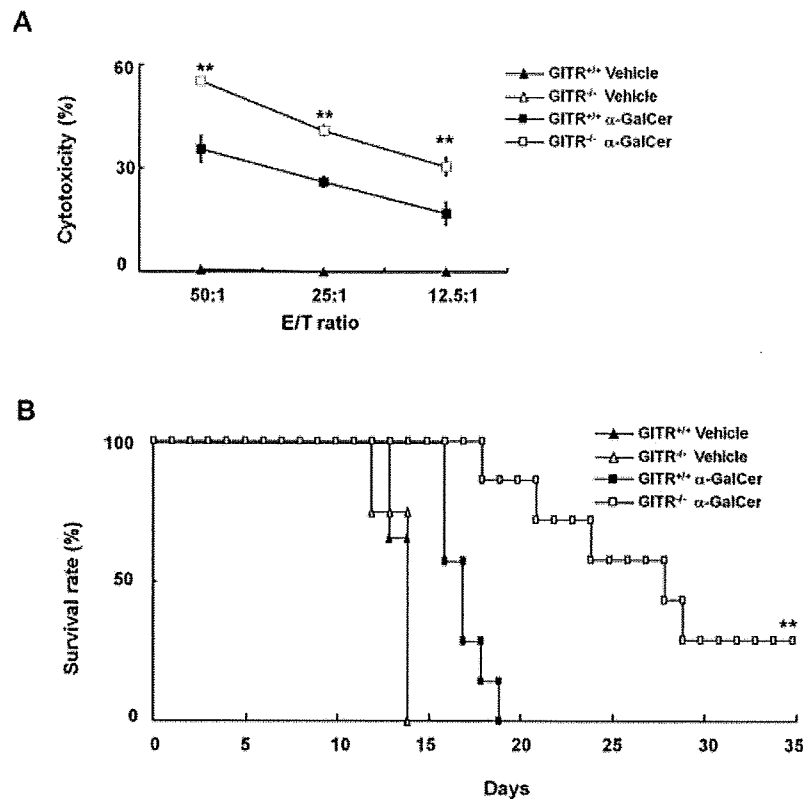 A
60
30
0
Cytotoxicity (%)
**
**
**
50:1
25:1
12.5:1
E/T ratio
GITR+/+ Vehicle
GITR-/- Vehicle
GITR+/+ α-GalCer
GITR-/- α-GalCer
B
100
50
0
Survival rate (%)
GITR+/+ Vehicle
GITR-/- Vehicle
GITR+/+ α-GalCer
GITR-/- α-GalCer
**
0 5 10 15 20 25 30 35
Days